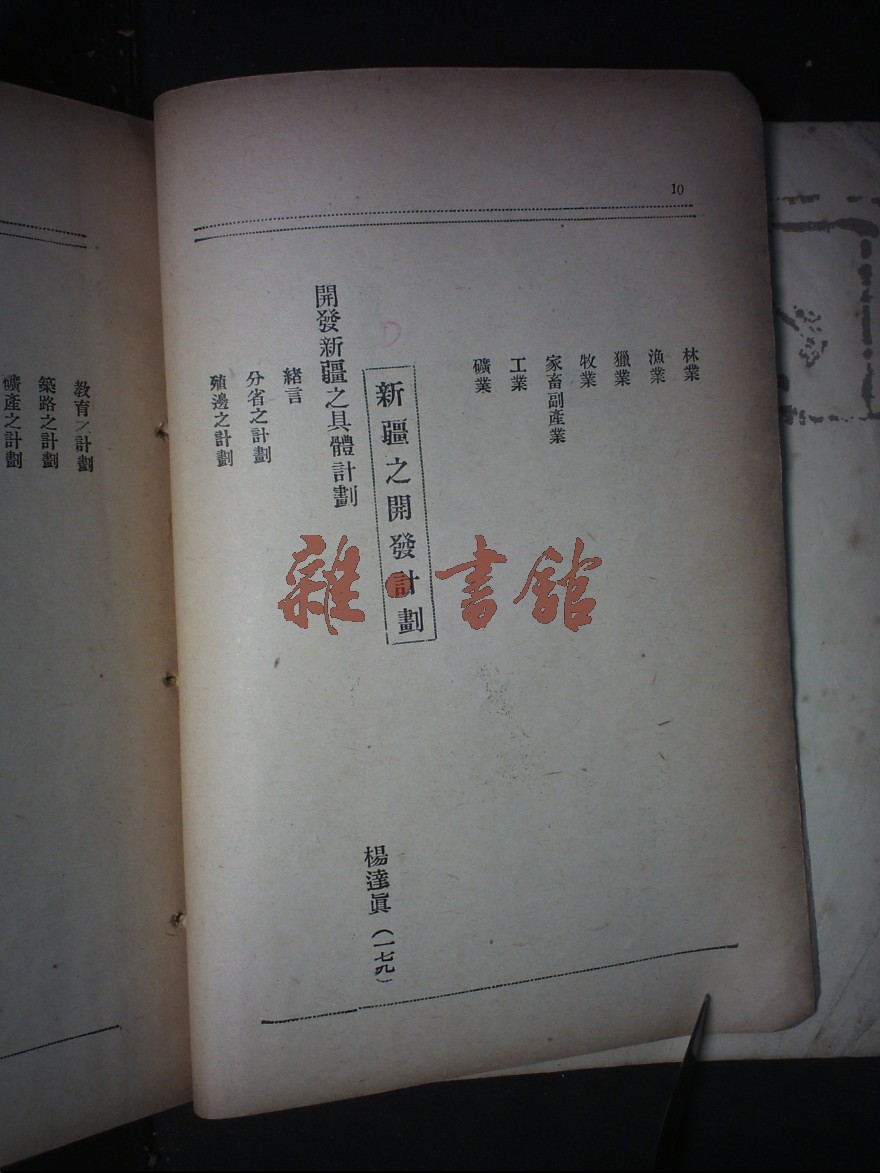 10
林業
漁業
獵業
牧業
家畜副產業
工業
礦業
新疆之開發計劃
楊達眞（一七九）
開發新疆之具體計劃
緖言
分省之計劃
殖邊之計劃
教育之計劃
築路之計劃
礦產之計劃
雜書館